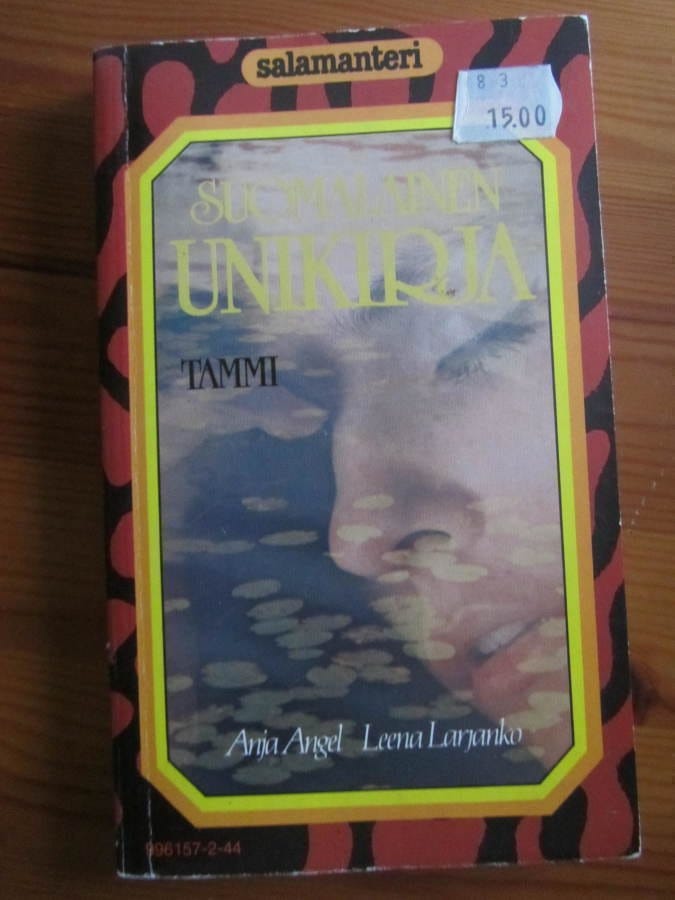 salamanteri
8 3
15.00
SUOMALAINEN
UNIKIRJA
TAMMI
Anja Angel Leena Larjanko
996157-2-44